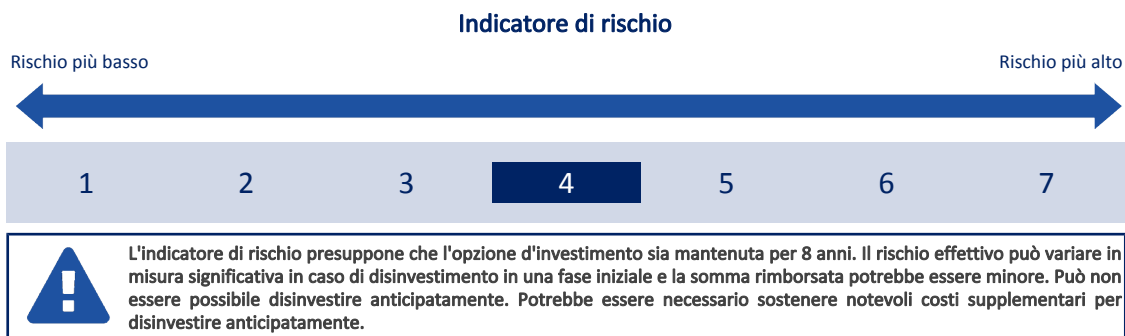 Indicatore di rischio
Rischio più basso Rischio più alto
1 2 3 4 5 6 7
L'indicatore di rischio presuppone che l'opzione d'investimento sia mantenuta per 8 anni. Il rischio effettivo può variare in
misura significativa in caso di disinvestimento in una fase iniziale e la somma rimborsata potrebbe essere minore. Può non
essere possibile disinvestire anticipatamente. Potrebbe essere necessario sostenere notevoli costi supplementari per
disinvestire anticipatamente.